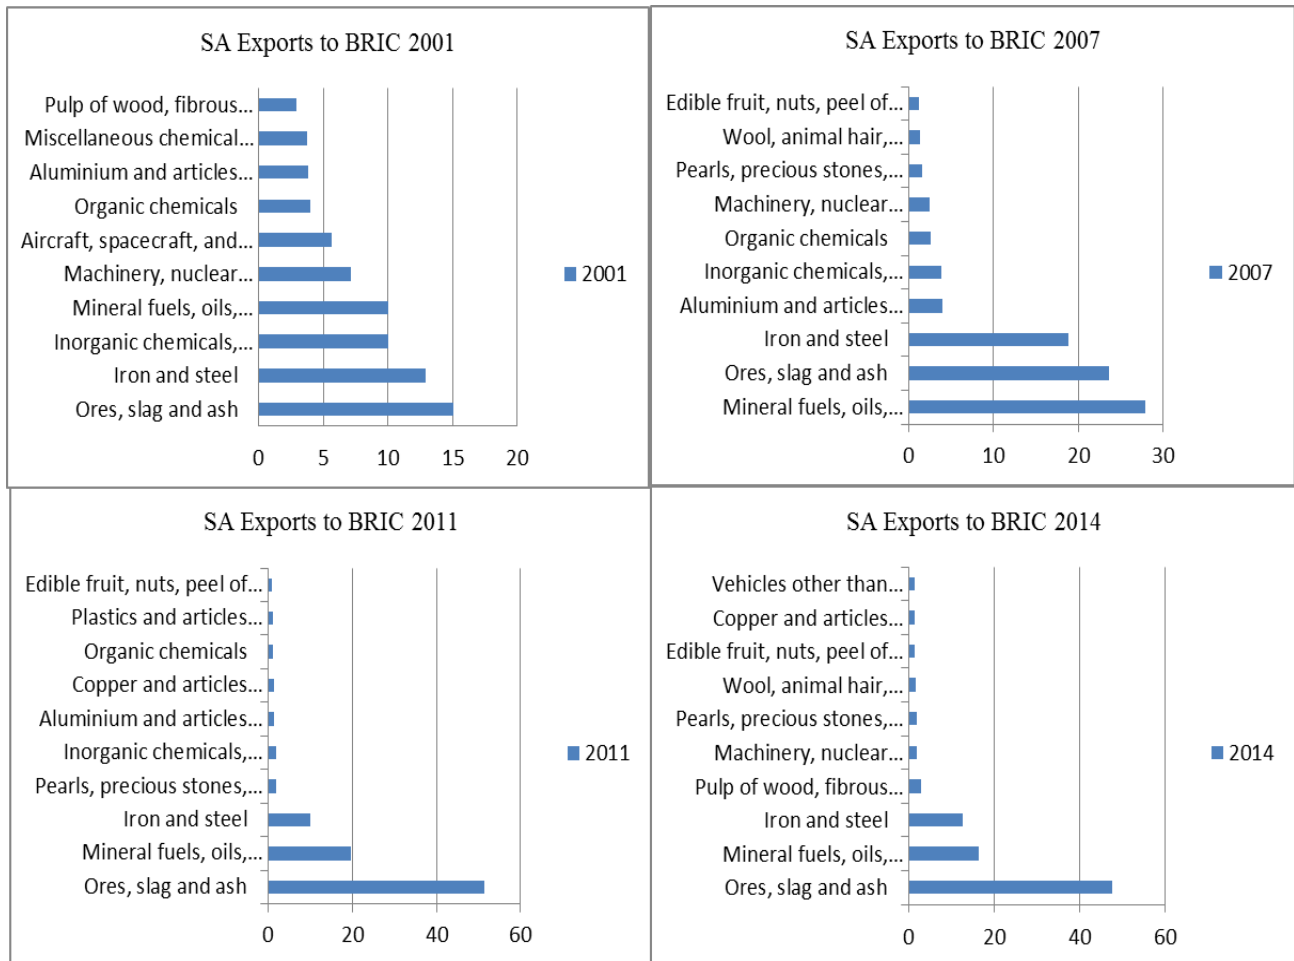 SA Exports to BRIC 2001
Pulp of wood, fibrous...
Miscellaneous chemical...
Aluminium and articles...
Organic chemicals
Aircraft, spacecraft, and...
Machinery, nuclear...
Mineral fuels, oils,...
Inorganic chemicals,...
Iron and steel
Ores, slag and ash
0 5 10 15 20
2001
SA Exports to BRIC 2007
Edible fruit, nuts, peel of...
Wool, animal hair,...
Pearls, precious stones,...
Machinery, nuclear...
Organic chemicals
Inorganic chemicals,...
Aluminium and articles...
Iron and steel
Ores, slag and ash
Mineral fuels, oils,...
0 10 20 30
2007
SA Exports to BRIC 2011
Edible fruit, nuts, peel of...
Plastics and articles...
Organic chemicals
Copper and articles...
Aluminium and articles...
Inorganic chemicals,...
Pearls, precious stones,...
Iron and steel
Mineral fuels, oils,...
Ores, slag and ash
0 20 40 60
2011
SA Exports to BRIC 2014
Vehicles other than...
Copper and articles...
Edible fruit, nuts, peel of...
Wool, animal hair,...
Pearls, precious stones,...
Machinery, nuclear...
Pulp of wood, fibrous...
Iron and steel
Mineral fuels, oils,...
Ores, slag and ash
0 20 40 60
2014